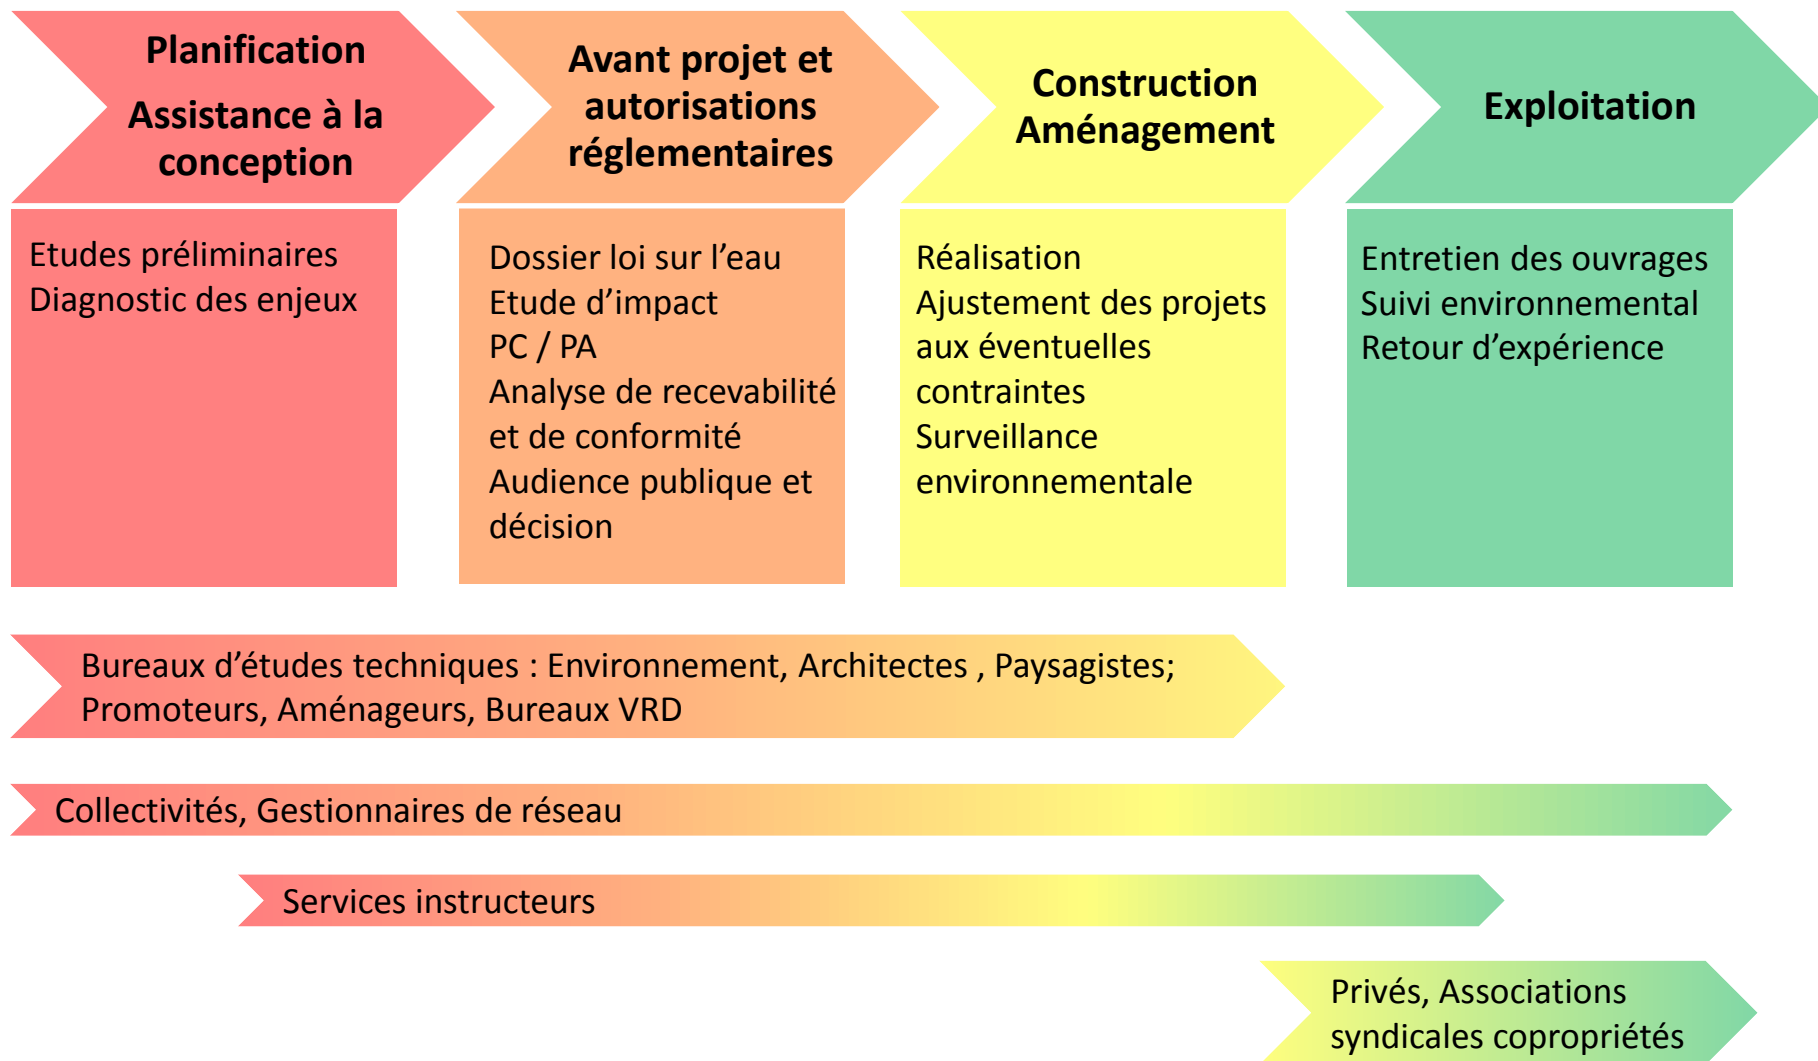 Planification
Assistance à la
conception
Avant projet et
autorisations
réglementaires
Construction
Aménagement
Exploitation
Etudes préliminaires
Diagnostic des enjeux
Dossier loi sur l’eau
Etude d’impact
PC / PA
Analyse de recevabilité
et de conformité
Audience publique et
décision
Réalisation
Ajustement des projets
aux éventuelles
contraintes
Surveillance
environnementale
Entretien des ouvrages
Suivi environnemental
Retour d’expérience
Bureaux d’études techniques : Environnement, Architectes , Paysagistes;
Promoteurs, Aménageurs, Bureaux VRD
Collectivités, Gestionnaires de réseau
Services instructeurs
Privés, Associations
syndicales copropriétés